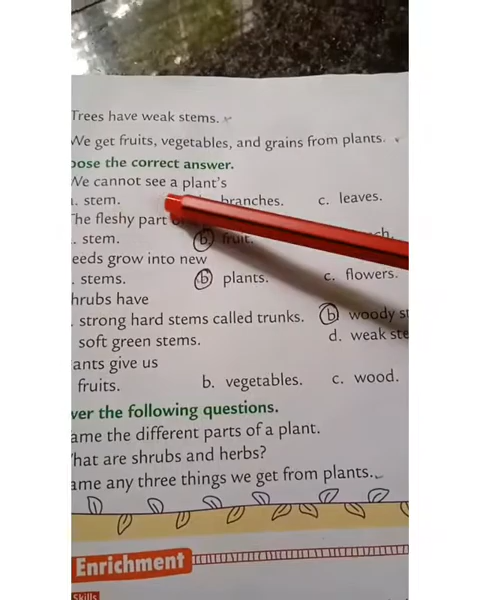 Trees have weak stems.
We get fruits, vegetables, and grains from plants.
oose the correct answer.
We cannot see a plant's
. stem. branches. c. leaves.
The fleshy part
. stem. b fruit.
eeds grow into new
. stems. b plants. c. flowers.
hrubs have
. strong hard stems called trunks. b woody st
soft green stems. d. weak ste
ants give us
fruits. b. vegetables. c. wood.
ver the following questions.
ame the different parts of a plant.
hat are shrubs and herbs?
ame any three things we get from plants.
Enrichment
Skills